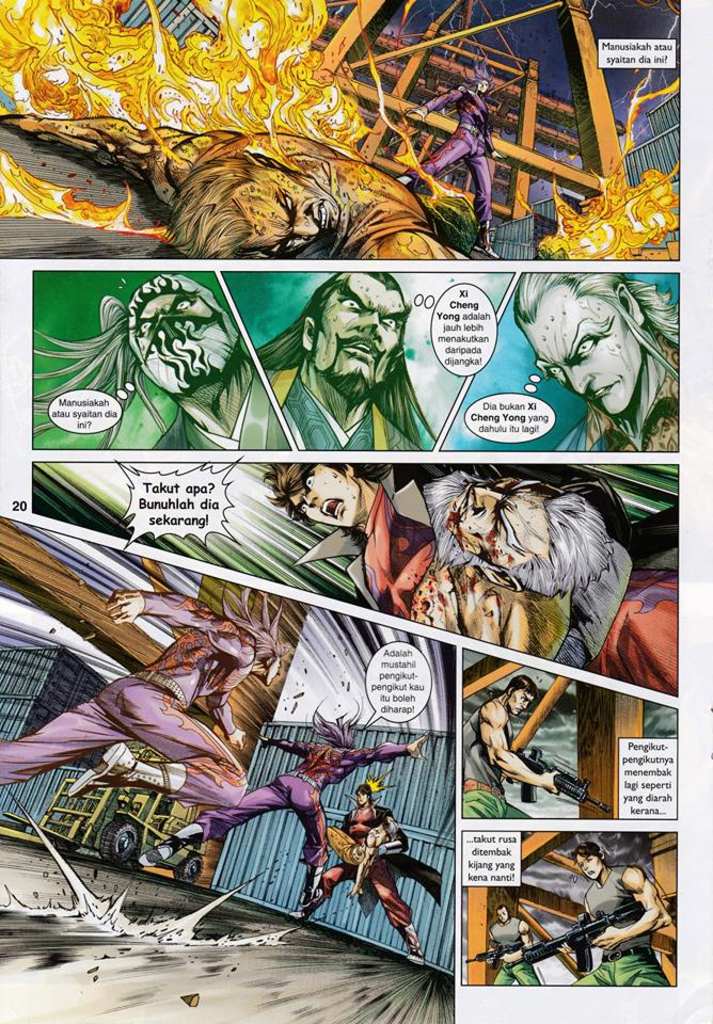 Manusiakah atau
syaitan dia ini?
Manusiakah
atau syaitan dia
ini?
Xi
Cheng
Yong adalah
jauh lebih
menakutkan
daripada
dijangka!
Dia bukan Xi
Cheng Yong yang
dahulu itu lagi!
20
Takut apa?
Bunuhlah dia
sekarang!
Adalah
mustahil
pengikut-
pengikut kau
itu boleh
diharap!
Pengikut-
pengikutnya
menembak
lagi seperti
yang diarah
kerana...
...takut rusa
ditembak
kijang yang
kena nanti!